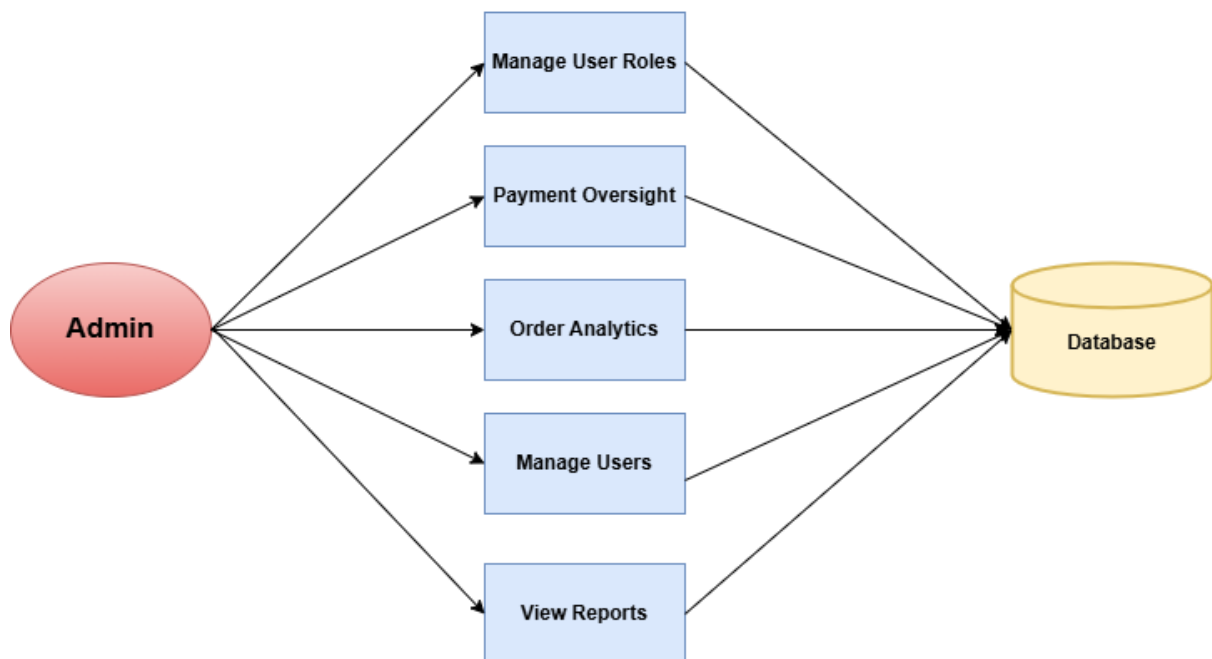 Manage User Roles
Payment Oversight
Admin
Order Analytics
Database
Manage Users
View Reports